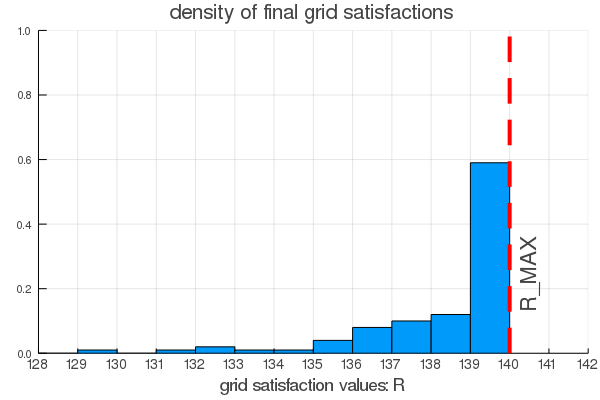 density of final grid satisfactions
1.0
0.8
0.6
0.4
0.2
0.0
R_MAX
128 129 130 131 132 133 134 135 136 137 138 139 140 141 142
grid satisfaction values: R